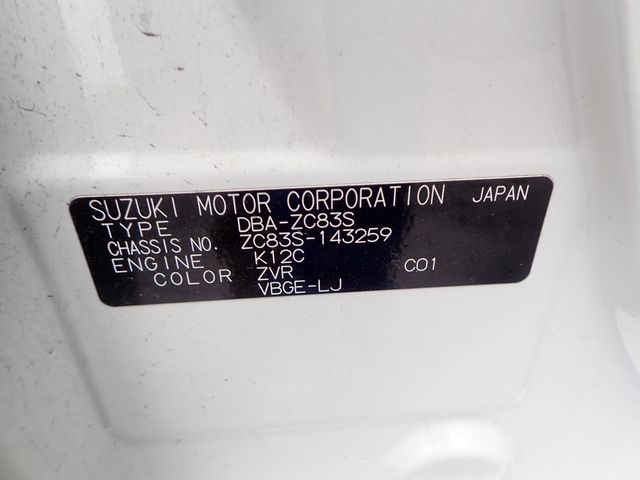 SUZUKI MOTOR CORPORATION JAPAN
TYPE DBA-ZC83S
CHASSIS NO. ZC83S-143259
ENGINE K12C
COLOR ZVR C01
VBGE-LJ